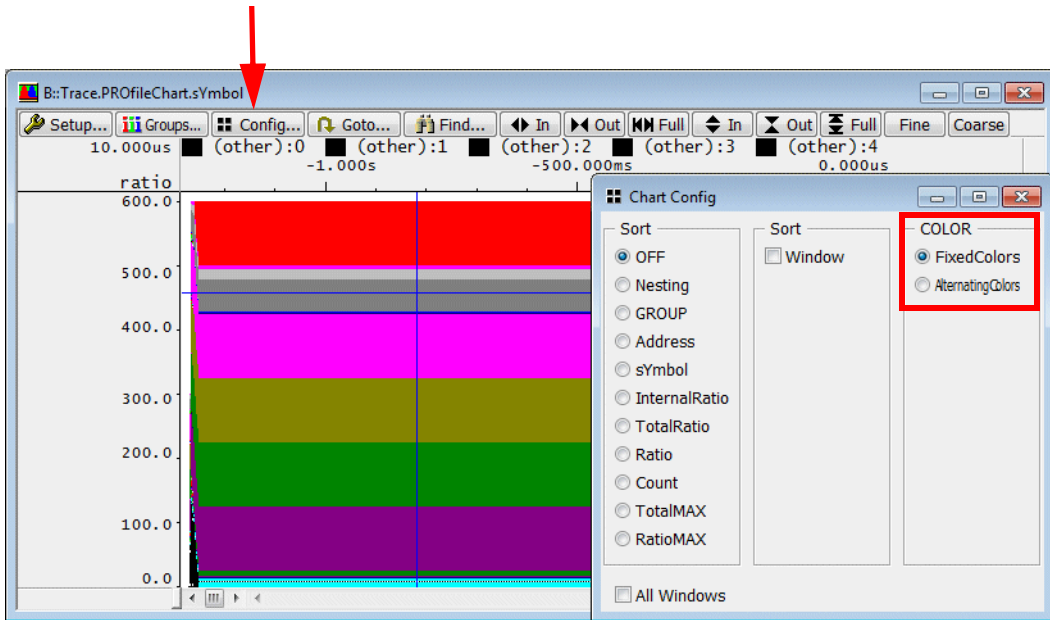 B::Trace.PROfileChart.sYmbol
Setup... Groups... Config... Goto... Find... In Out Full In Out Full Fine Coarse
10.000us (other):0 (other):1 (other):2 (other):3 (other):4
-1.000s -500.000ms 0.000us
ratio
600.0
500.0
400.0
300.0
200.0
100.0
0.0
Chart Config
Sort
OFF
Nesting
GROUP
Address
sYmbol
InternalRatio
TotalRatio
Ratio
Count
TotalMAX
RatioMAX
Sort
Window
COLOR
FixedColors
AlternatingColors
All Windows